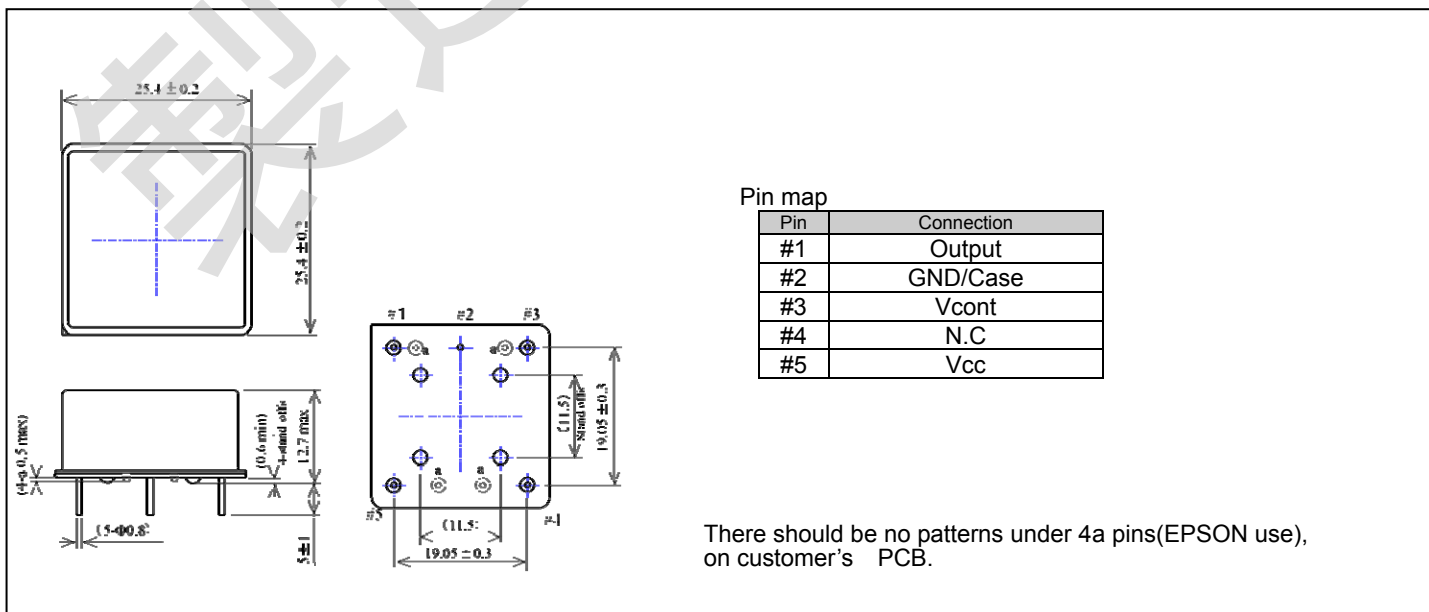 製
25.4 ± 0.2
25.4 ±0.2
(4-a 0.5 max)
(0.6 min)
4-stand offs
12.7 max
(5-Φ0.8)
5±1
#1 #2 #3
a a
(11.5)
Stand offs
19.05 ±0.3
a a
#5 #4
(11.5)
19.05 ± 0.3
Pin map
Pin Connection
#1 Output
#2 GND/Case
#3 Vcont
#4 N.C
#5 Vcc
There should be no patterns under 4a pins(EPSON use),
on customer's PCB.